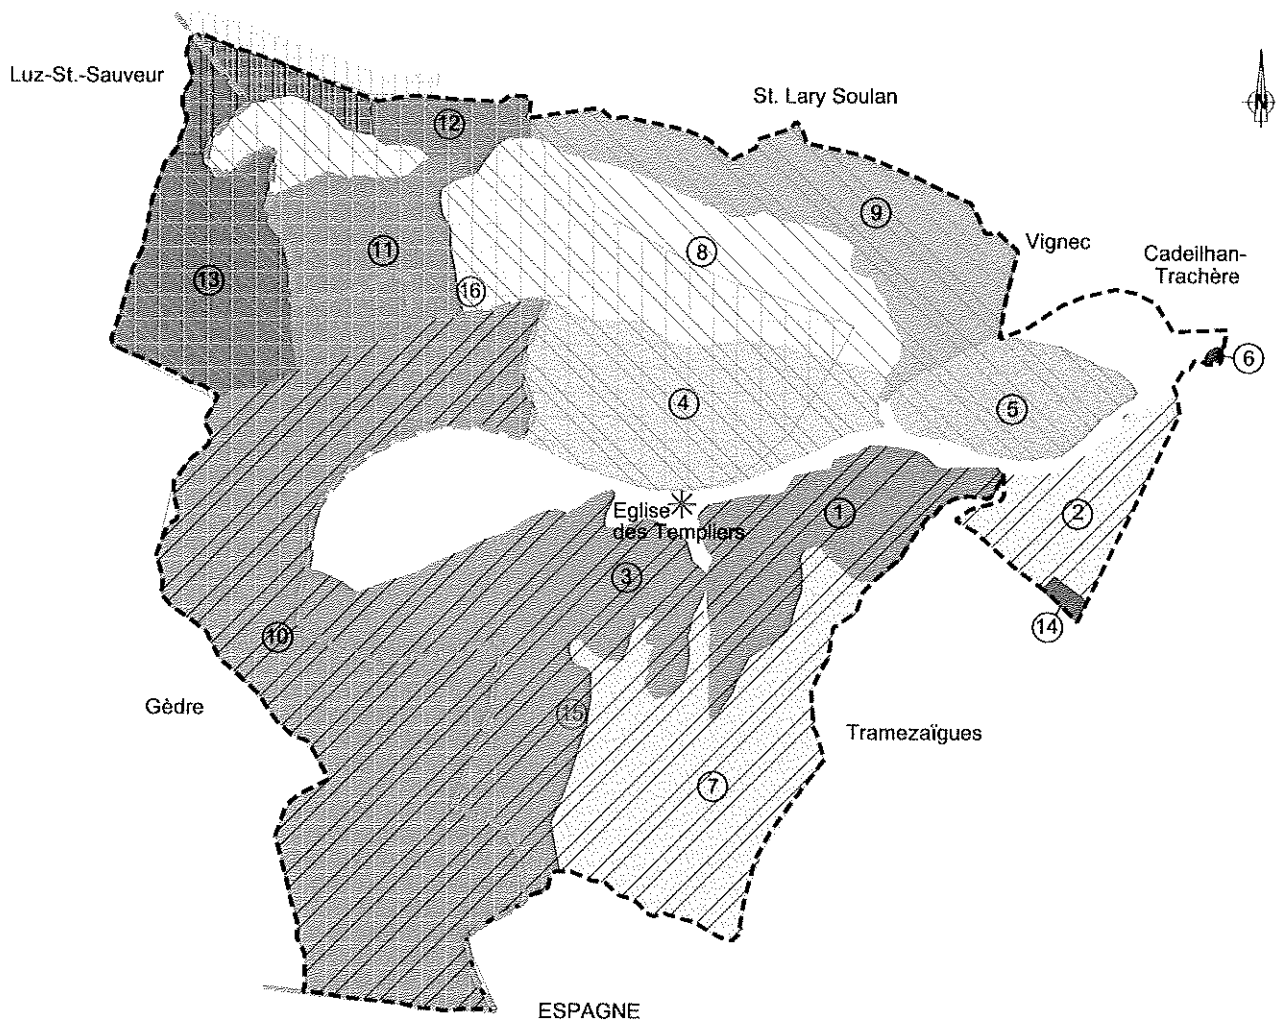 Luz-St.-Sauveur
St. Lary Soulan
N
12
9
Vignec
11
8
Cadeilhan-
Trachère
13
16
6
4
5
Eglise
des Templiers
1
2
3
14
10
Gèdre
15
Tramezaïgues
7
ESPAGNE